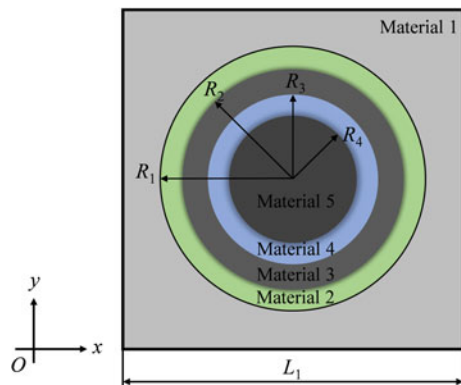 Material 1
R3
R2
R4
R1
Material 5
Material 4
Material 3
Material 2
y
O
x
L1